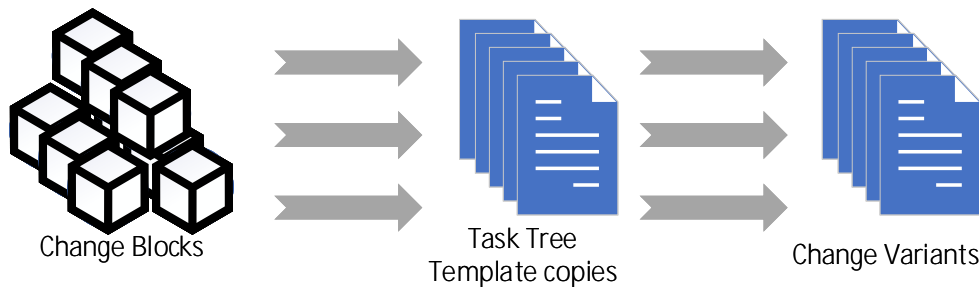 Change Blocks
Task Tree
Template copies
Change Variants